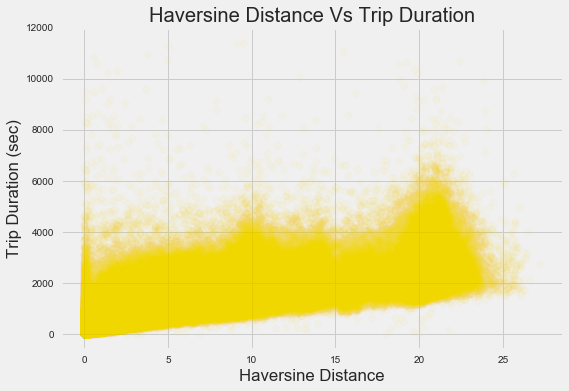 Haversine Distance Vs Trip Duration
12000
10000
8000
6000
4000
2000
0
Trip Duration (sec)
0 5 10 15 20 25
Haversine Distance